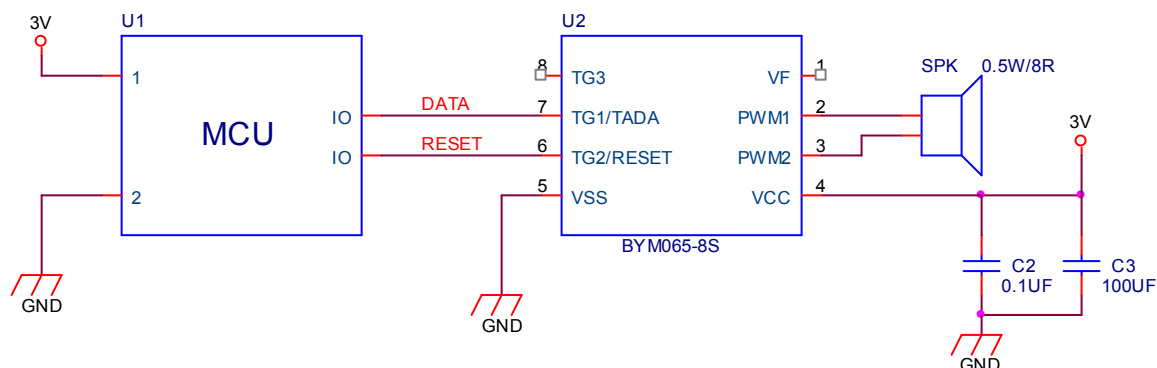 U1
3V
1
MCU
IO
IO
2
GND
DATA
RESET
U2
8
TG3
7
TG1/TADA
6
TG2/RESET
5
VSS
GND
VF
1
PWM1
2
PWM2
3
VCC
4
BYM065-8S
SPK 0.5W/8R
3V
C2
0.1UF
C3
100UF
GND